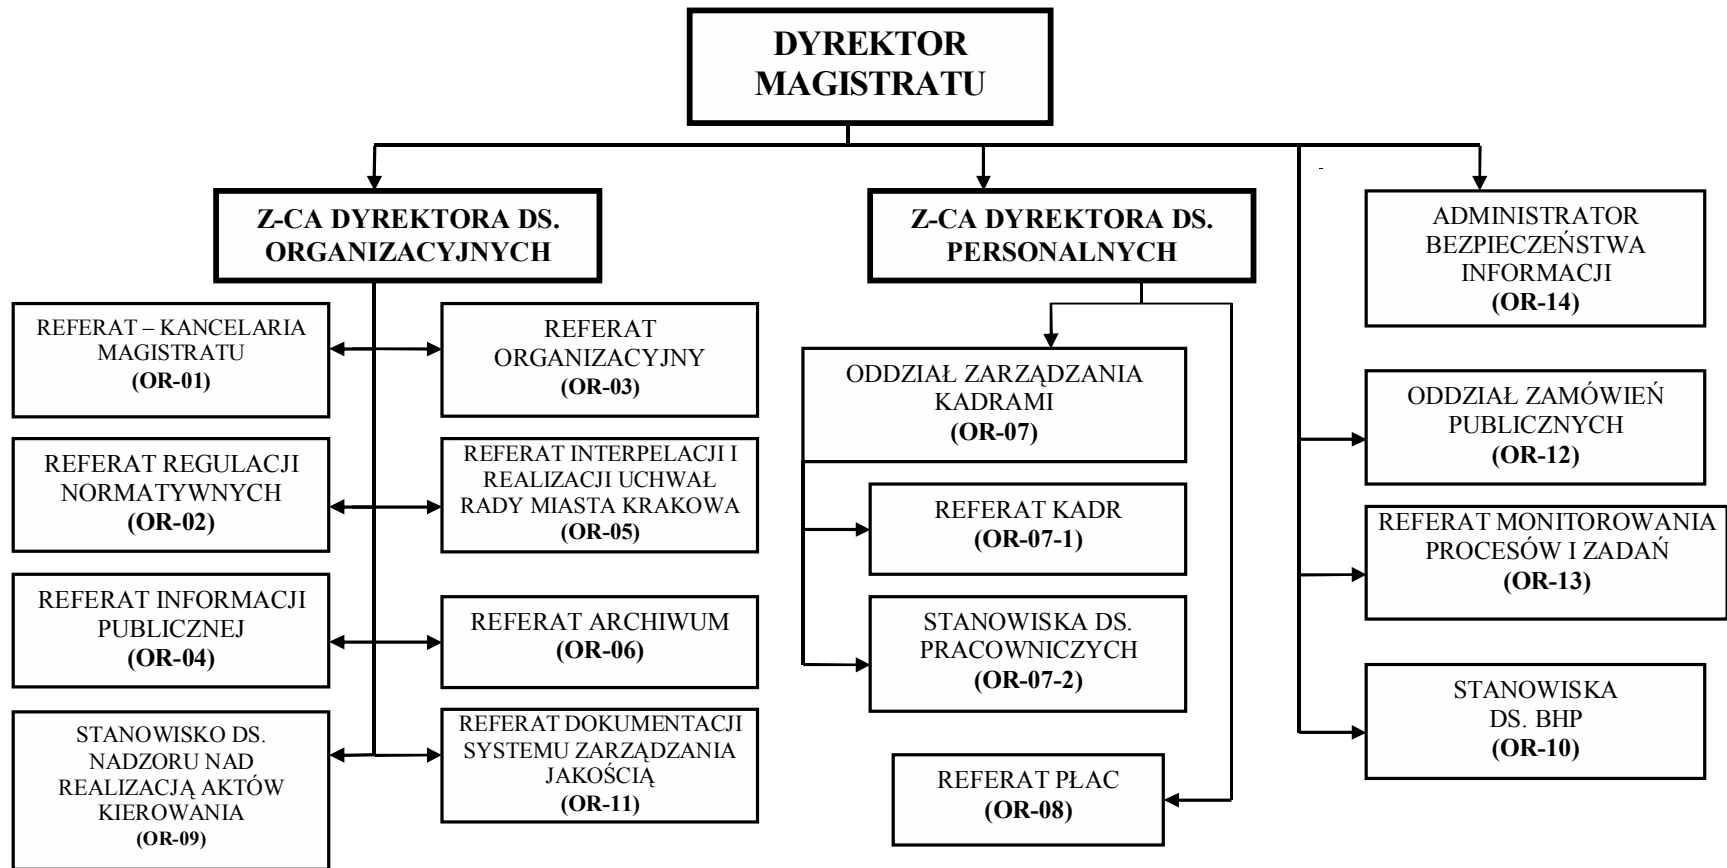 DYREKTOR
MAGISTRATU
Z-CA DYREKTORA DS.
ORGANIZACYJNYCH
Z-CA DYREKTORA DS.
PERSONALNYCH
ADMINISTRATOR
BEZPIECZEŃSTWA
INFORMACJI
(OR-14)
REFERAT – KANCELARIA
MAGISTRATU
(OR-01)
REFERAT
ORGANIZACYJNY
(OR-03)
ODDZIAŁ ZARZĄDZANIA
KADRAMI
(OR-07)
ODDZIAŁ ZAMÓWIEŃ
PUBLICZNYCH
(OR-12)
REFERAT REGULACJI
NORMATYWNYCH
(OR-02)
REFERAT INTERPELACJI I
REALIZACJI UCHWAŁ
RADY MIASTA KRAKOWA
(OR-05)
REFERAT KADR
(OR-07-1)
REFERAT MONITOROWANIA
PROCESÓW I ZADAŃ
(OR-13)
REFERAT INFORMACJI
PUBLICZNEJ
(OR-04)
REFERAT ARCHIWUM
(OR-06)
STANOWISKA DS.
PRACOWNICZYCH
(OR-07-2)
STANOWISKA
DS. BHP
(OR-10)
STANOWISKO DS.
NADZORU NAD
REALIZACJĄ AKTÓW
KIEROWANIA
(OR-09)
REFERAT DOKUMENTACJI
SYSTEMU ZARZĄDZANIA
JAKOŚCIĄ
(OR-11)
REFERAT PŁAC
(OR-08)